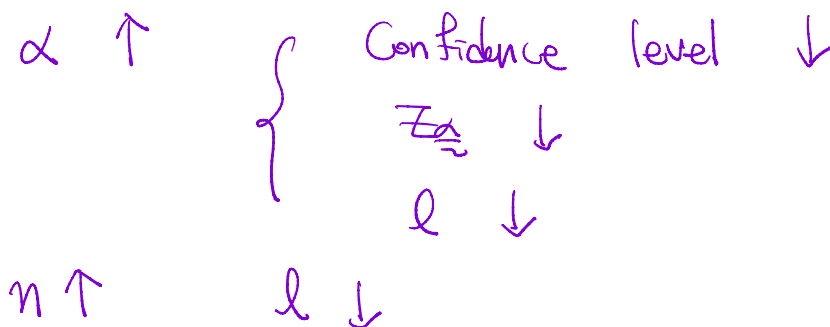 α ↑ { Confidence level ↓
Zα/2 ↓
l ↓
n ↑ l ↓